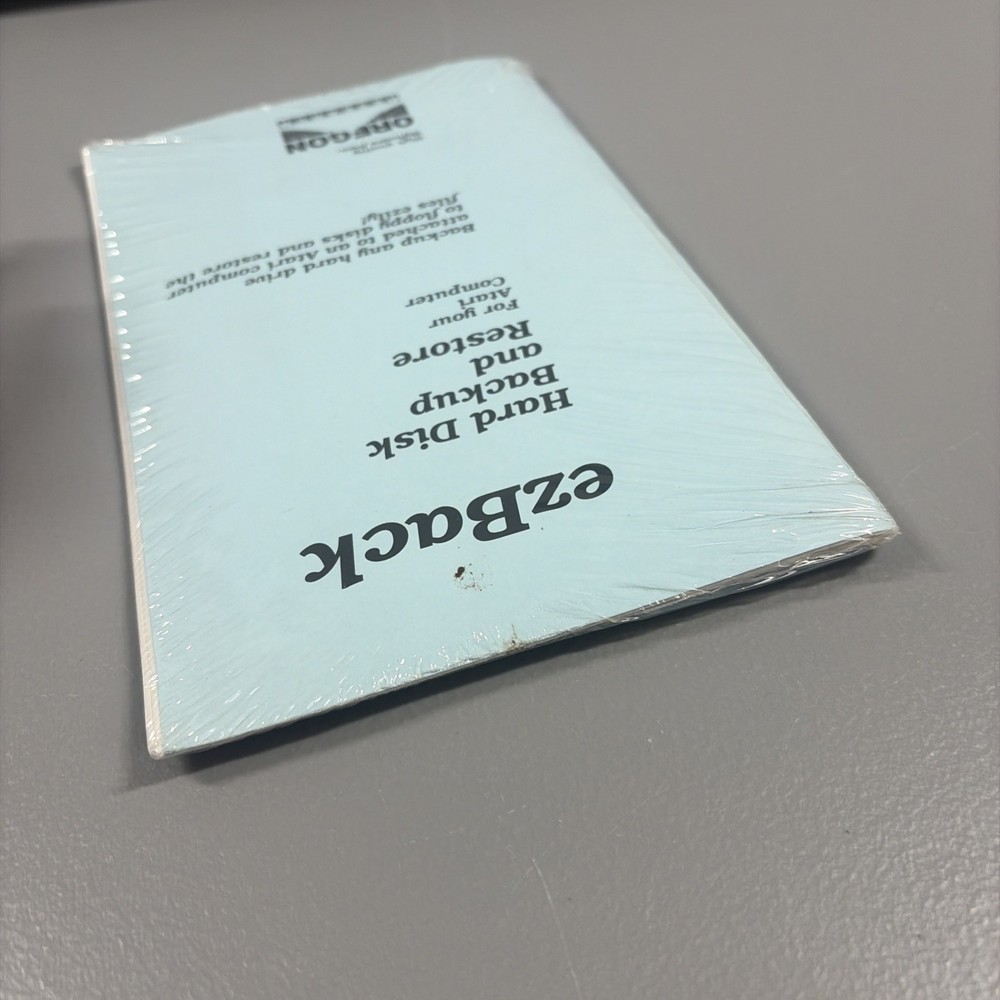 ezBack
Hard Disk
Backup
and
Restore
For your
Atari
Computer
Backup any hard drive
attached to an Atari computer
to floppy disks and restore the
files ezily!
OREGON